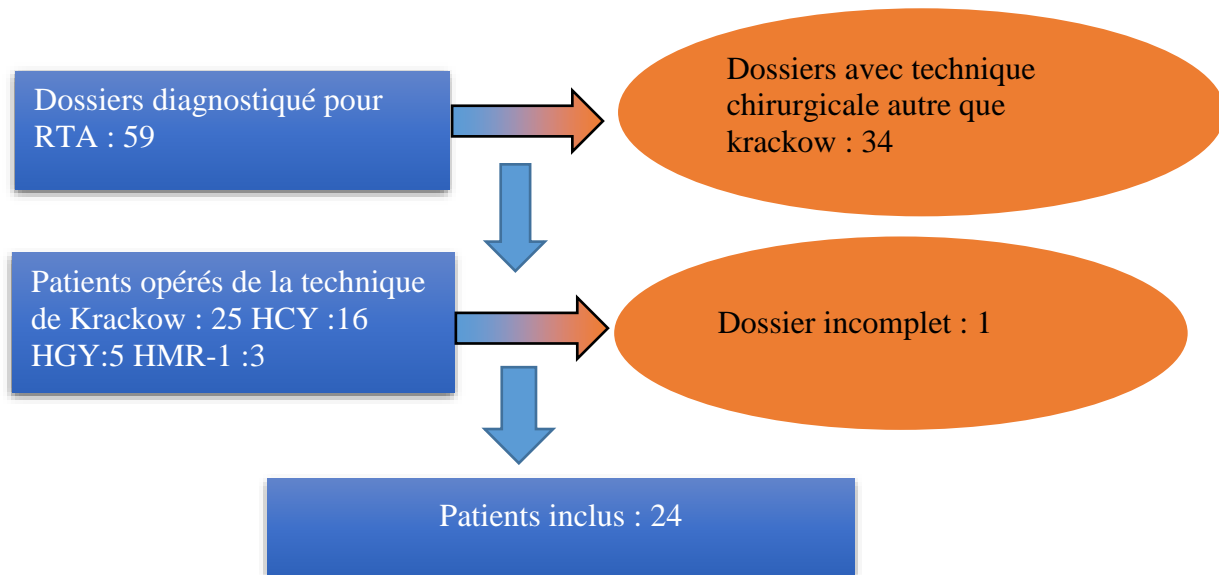 Dossiers diagnostiqué pour
RTA : 59
Dossiers avec technique
chirurgicale autre que
krackow : 34
Patients opérés de la technique
de Krackow : 25 HCY :16
HGY:5 HMR-1 :3
Dossier incomplet : 1
Patients inclus : 24